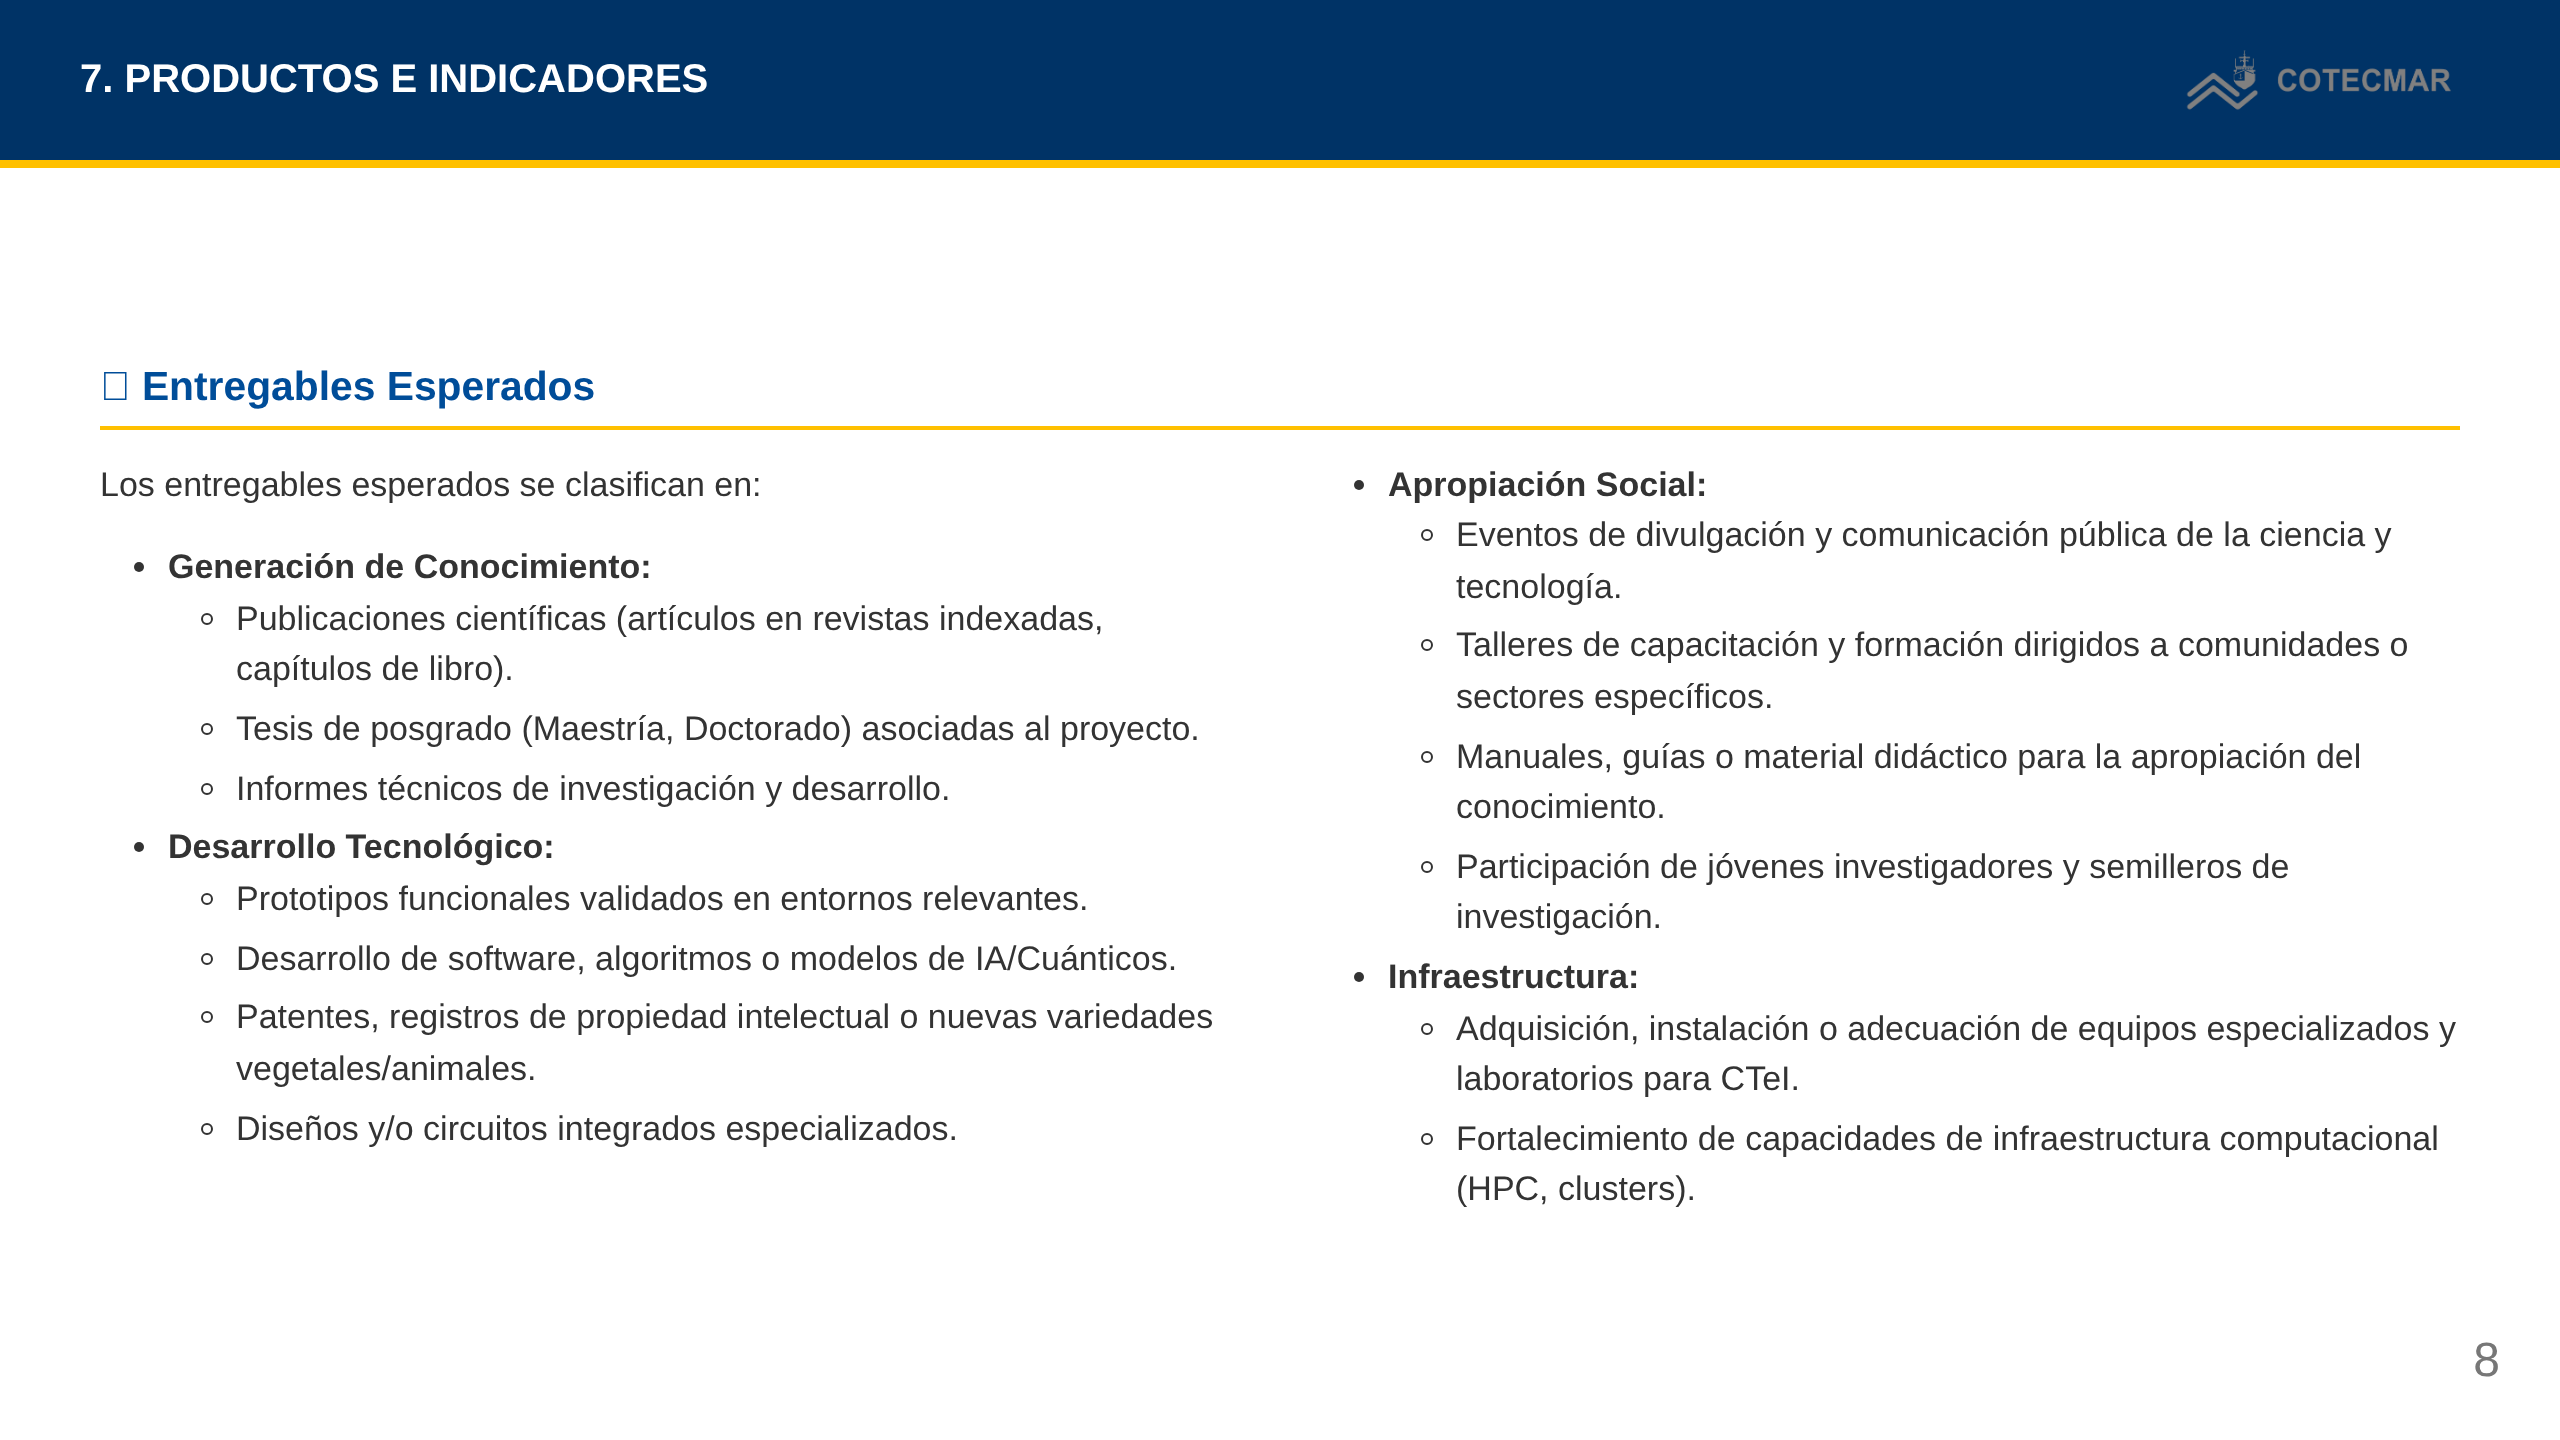 7. PRODUCTOS E INDICADORES
COTECMAR
Entregables Esperados
Los entregables esperados se clasifican en:
• Generación de Conocimiento:
◦ Publicaciones científicas (artículos en revistas indexadas,
capítulos de libro).
◦ Tesis de posgrado (Maestría, Doctorado) asociadas al proyecto.
◦ Informes técnicos de investigación y desarrollo.
• Desarrollo Tecnológico:
◦ Prototipos funcionales validados en entornos relevantes.
◦ Desarrollo de software, algoritmos o modelos de IA/Cuánticos.
◦ Patentes, registros de propiedad intelectual o nuevas variedades
vegetales/animales.
◦ Diseños y/o circuitos integrados especializados.
• Apropiación Social:
◦ Eventos de divulgación y comunicación pública de la ciencia y
tecnología.
◦ Talleres de capacitación y formación dirigidos a comunidades o
sectores específicos.
◦ Manuales, guías o material didáctico para la apropiación del
conocimiento.
◦ Participación de jóvenes investigadores y semilleros de
investigación.
• Infraestructura:
◦ Adquisición, instalación o adecuación de equipos especializados y
laboratorios para CTeI.
◦ Fortalecimiento de capacidades de infraestructura computacional
(HPC, clusters).
8